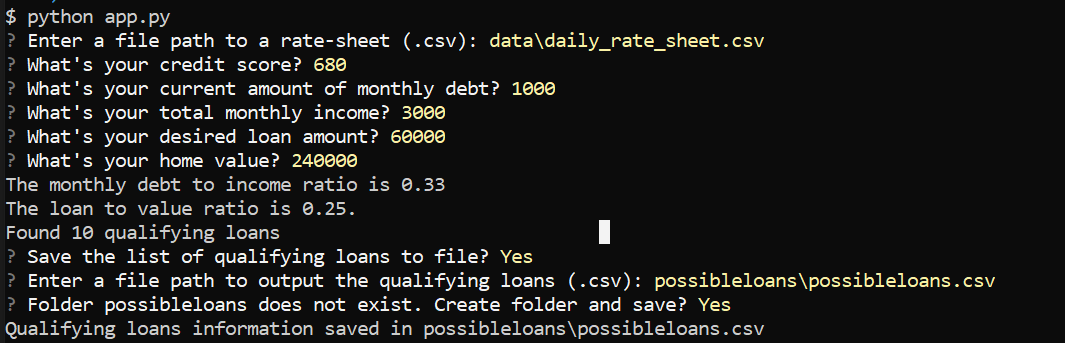 $ python app.py
? Enter a file path to a rate-sheet (.csv): data\daily_rate_sheet.csv
? What's your credit score? 680
? What's your current amount of monthly debt? 1000
? What's your total monthly income? 3000
? What's your desired loan amount? 60000
? What's your home value? 240000
The monthly debt to income ratio is 0.33
The loan to value ratio is 0.25.
Found 10 qualifying loans
? Save the list of qualifying loans to file? Yes
? Enter a file path to output the qualifying loans (.csv): possibleloans\possibleloans.csv
? Folder possibleloans does not exist. Create folder and save? Yes
Qualifying loans information saved in possibleloans\possibleloans.csv